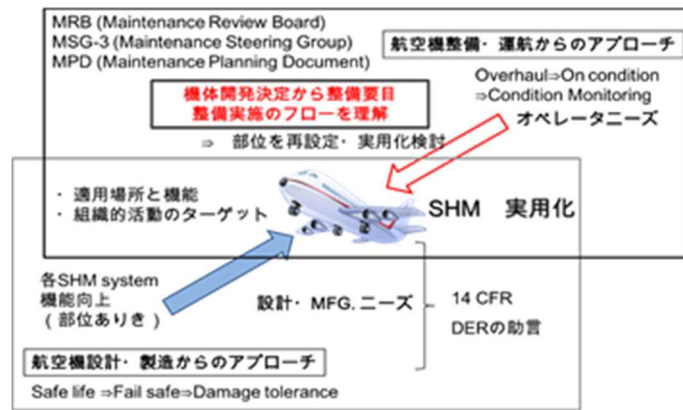 MRB (Maintenance Review Board)
MSG-3 (Maintenance Steering Group)
MPD (Maintenance Planning Document)
航空機整備・運航からのアプローチ
Overhaul⇒On condition
⇒Condition Monitoring
オペレータニーズ
機体開発決定から整備要目
整備実施のフローを理解
⇒ 部位を再設定・実用化検討
・適用場所と機能
・組織的活動のターゲット
SHM 実用化
各SHM system
機能向上
(部位ありき)
設計・MFG.ニーズ
14 CFR
DERの助言
航空機設計・製造からのアプローチ
Safe life ⇒Fail safe⇒Damage tolerance